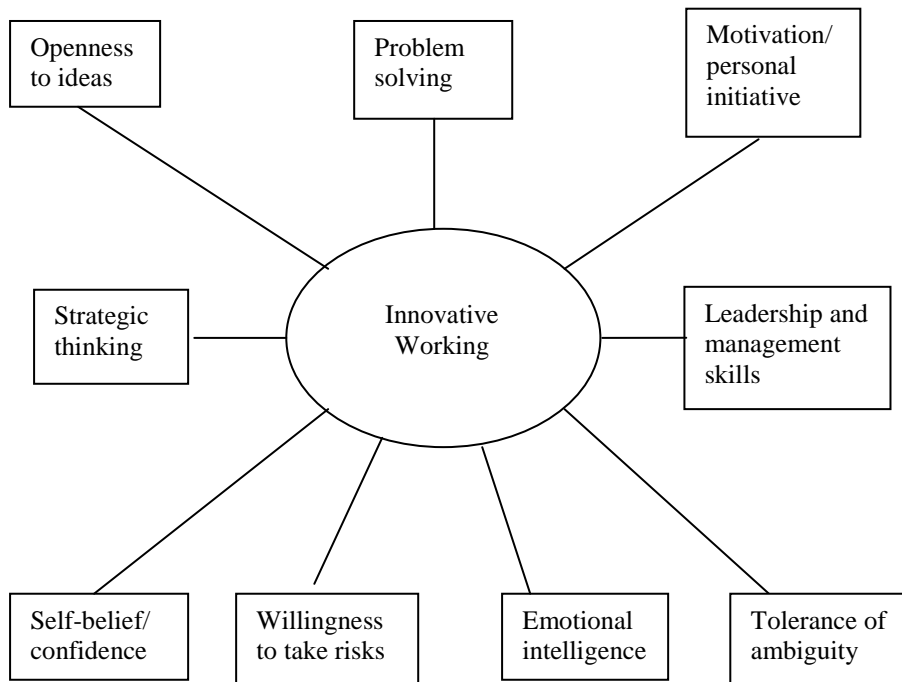 Openness
to ideas
Problem
solving
Motivation/
personal
initiative
Strategic
thinking
Innovative
Working
Leadership and
management
skills
Self-belief/
confidence
Willingness
to take risks
Emotional
intelligence
Tolerance of
ambiguity